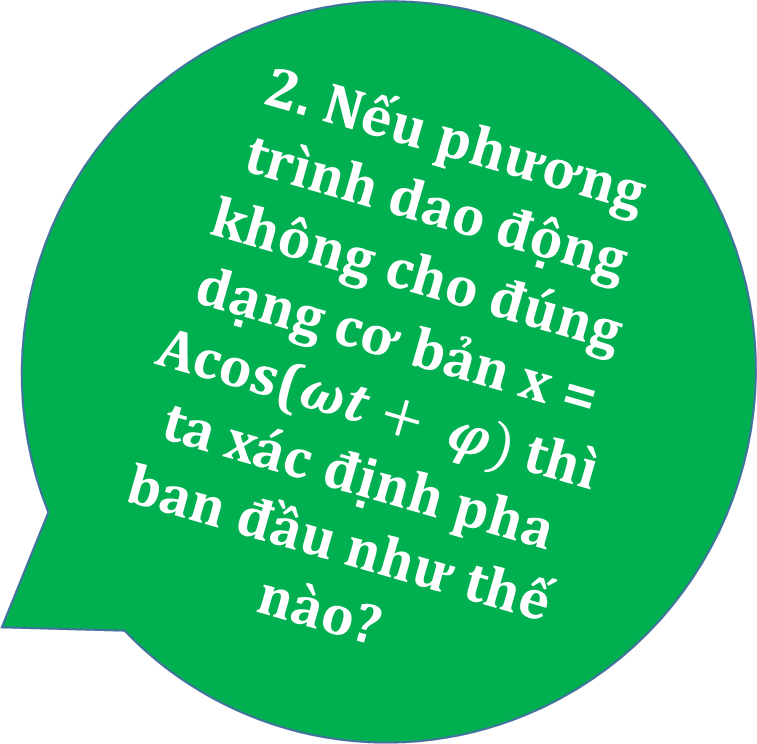 2. Nếu phương
trình dao động
không cho đúng
dạng cơ bản x =
Acos(ωt + φ) thì
ta xác định pha
ban đầu như thế
nào?